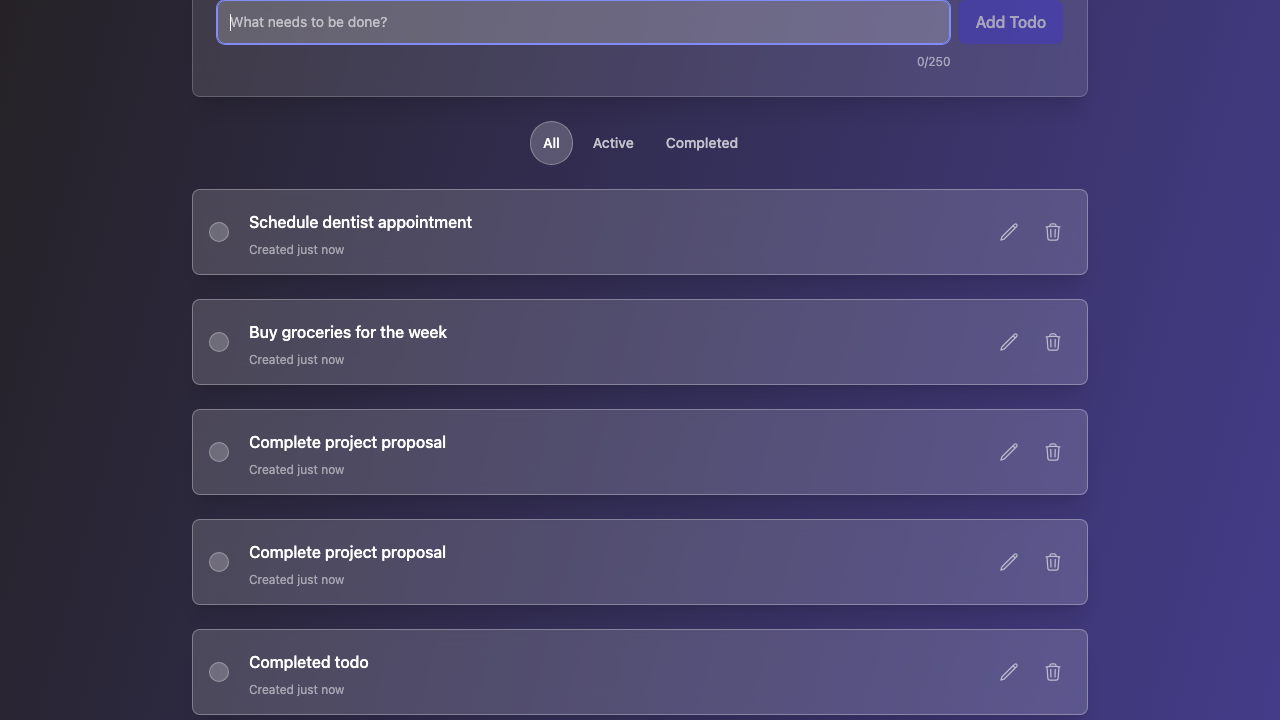 What needs to be done?
Add Todo
0/250
All
Active
Completed
Schedule dentist appointment
Created just now
Buy groceries for the week
Created just now
Complete project proposal
Created just now
Complete project proposal
Created just now
Completed todo
Created just now